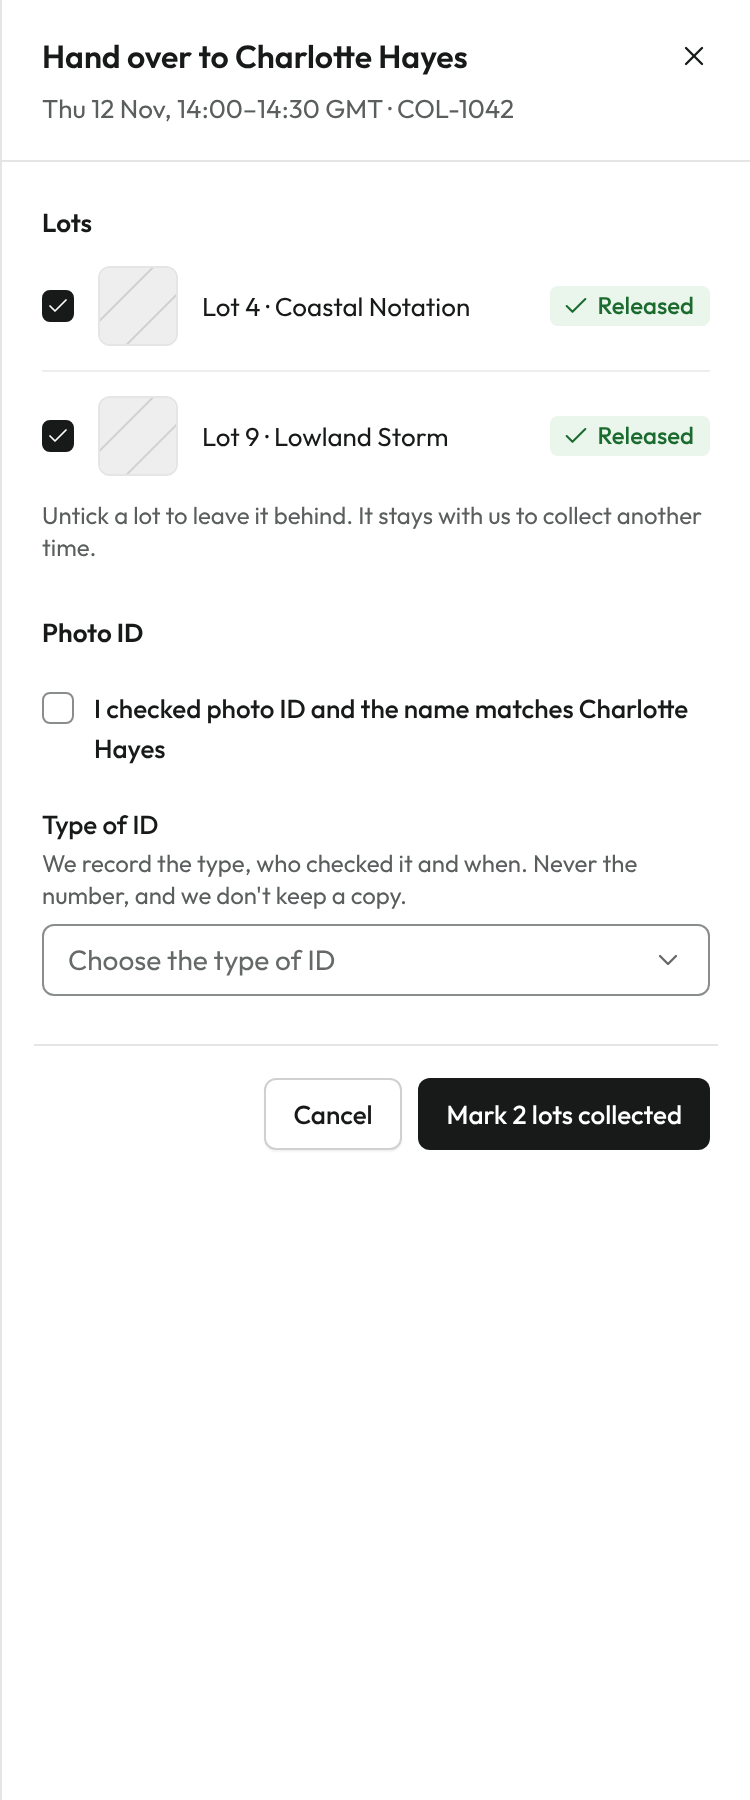 Hand over to Charlotte Hayes
Thu 12 Nov, 14:00–14:30 GMT · COL-1042
Lots
Lot 4 · Coastal Notation
Released
Lot 9 · Lowland Storm
Released
Untick a lot to leave it behind. It stays with us to collect another
time.
Photo ID
I checked photo ID and the name matches Charlotte
Hayes
Type of ID
We record the type, who checked it and when. Never the
number, and we don't keep a copy.
Choose the type of ID
Cancel
Mark 2 lots collected